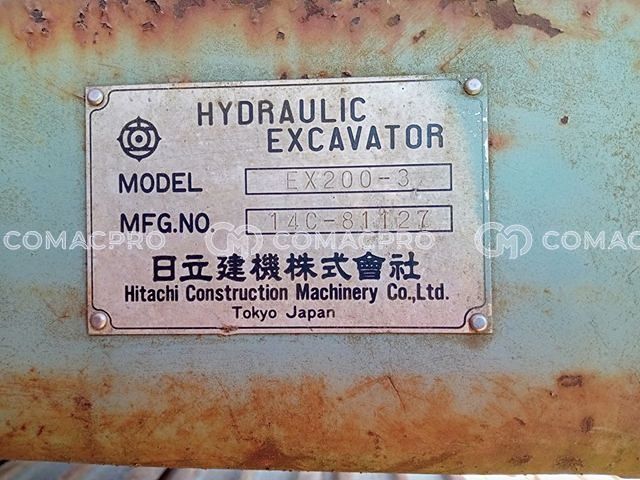 HYDRAULIC
EXCAVATOR
MODEL EX200-3
MFG.NO. 14C-81127
COMACPRO COMACPRO COMACPRO
日立建機株式會社
Hitachi Construction Machinery Co.,Ltd.
Tokyo Japan